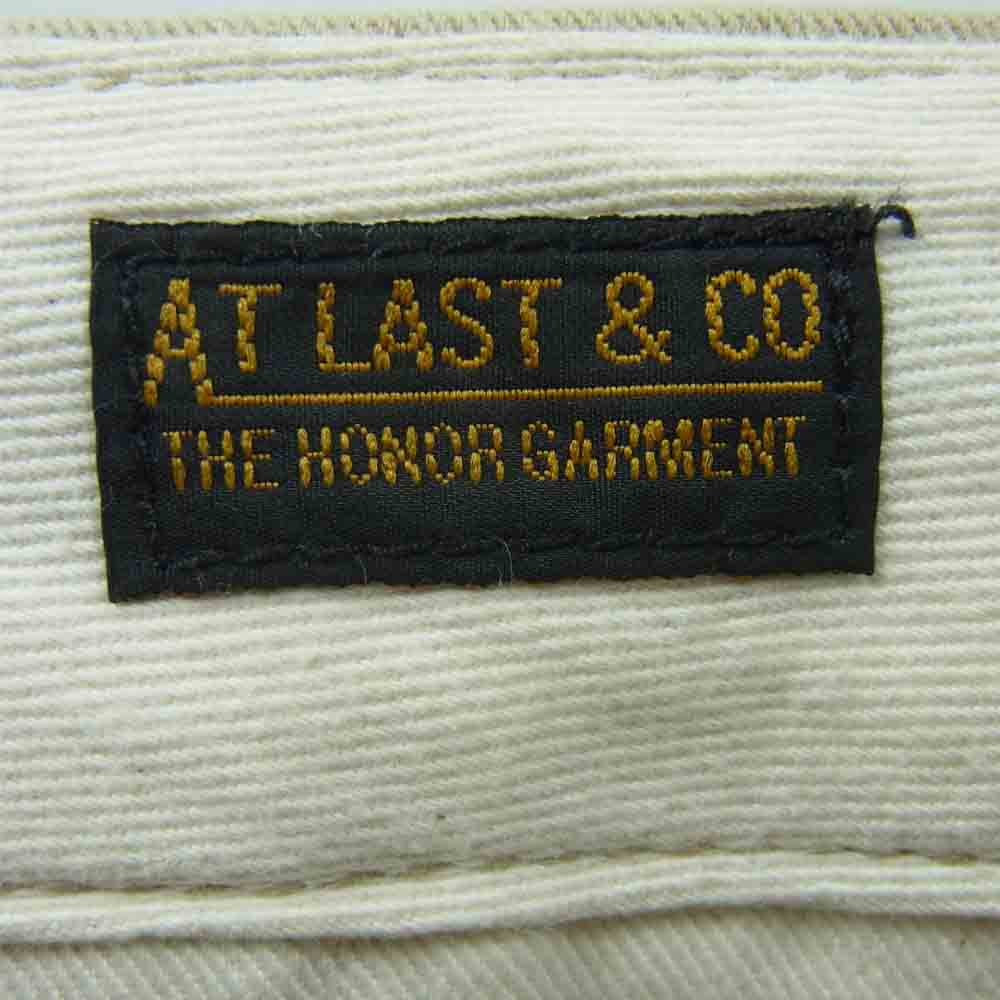 AT LAST & CO
THE HONOR GARMENT